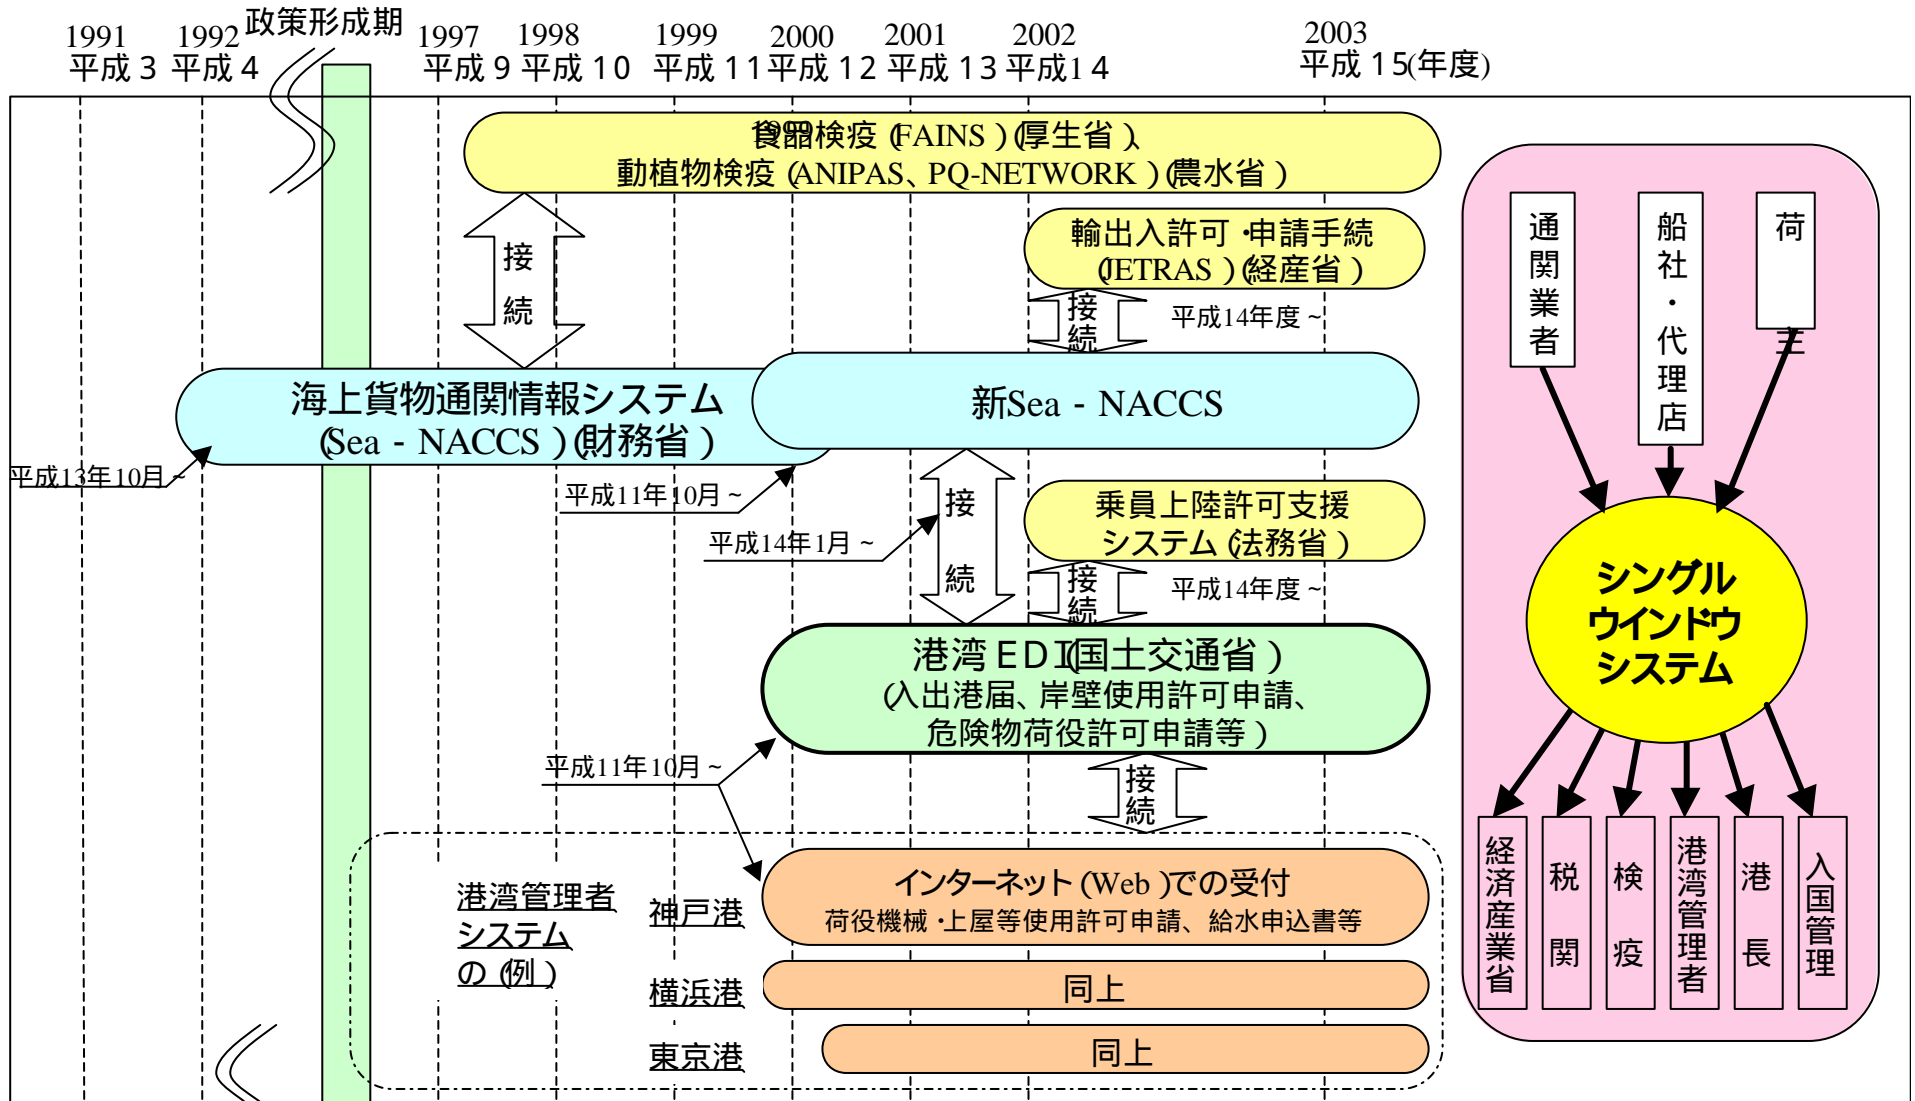 政策形成期
1991
平成3
1992
平成4
1997
平成9
1998
平成10
1999
平成11
2000
平成12
2001
平成13
2002
平成14
2003
平成15(年度)
食品検疫(FAINS)(厚生省)、
動植物検疫(ANIPAS、PQ-NETWORK)(農水省)
接続
輸出入許可・申請手続
(JETRAS)(経産省)
接続
平成14年度~
海上貨物通関情報システム
(Sea-NACCS)(財務省)
新Sea-NACCS
平成13年10月~
平成11年10月~
平成14年1月~
接続
乗員上陸許可支援
システム(法務省)
接続
平成14年度~
港湾EDI(国土交通省)
(入出港届、岸壁使用許可申請、
危険物荷役許可申請等)
平成11年10月~
接続
港湾管理者
システム
の(例)
神戸港
インターネット(Web)での受付
荷役機械・上屋等使用許可申請、給水申込書等
横浜港
同上
東京港
同上
通関業者
船社・代理店
荷主
シングル
ウインドウ
システム
経済産業省
税関
検疫
港湾管理者
港長
入国管理